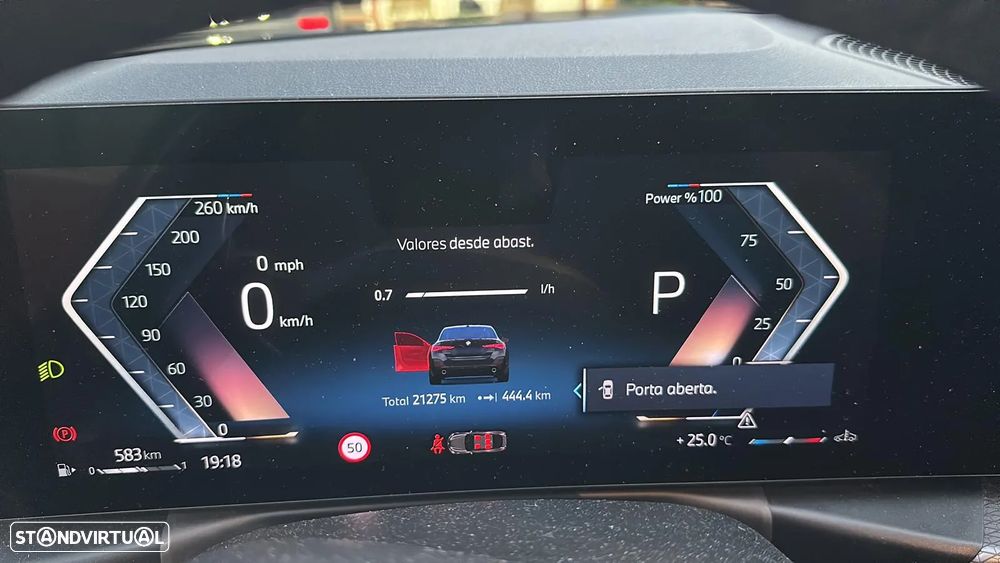 260 km/h
200
150
120
90
60
30
0
0 mph
0 km/h
Valores desde abast.
0.7 l/h
Total 21275 km 444.4 km
Power %100
75
50
25
0
P
Porta aberta.
P
583 km
0 1
19:18
50
+ 25.0 °C
STANDVIRTUAL